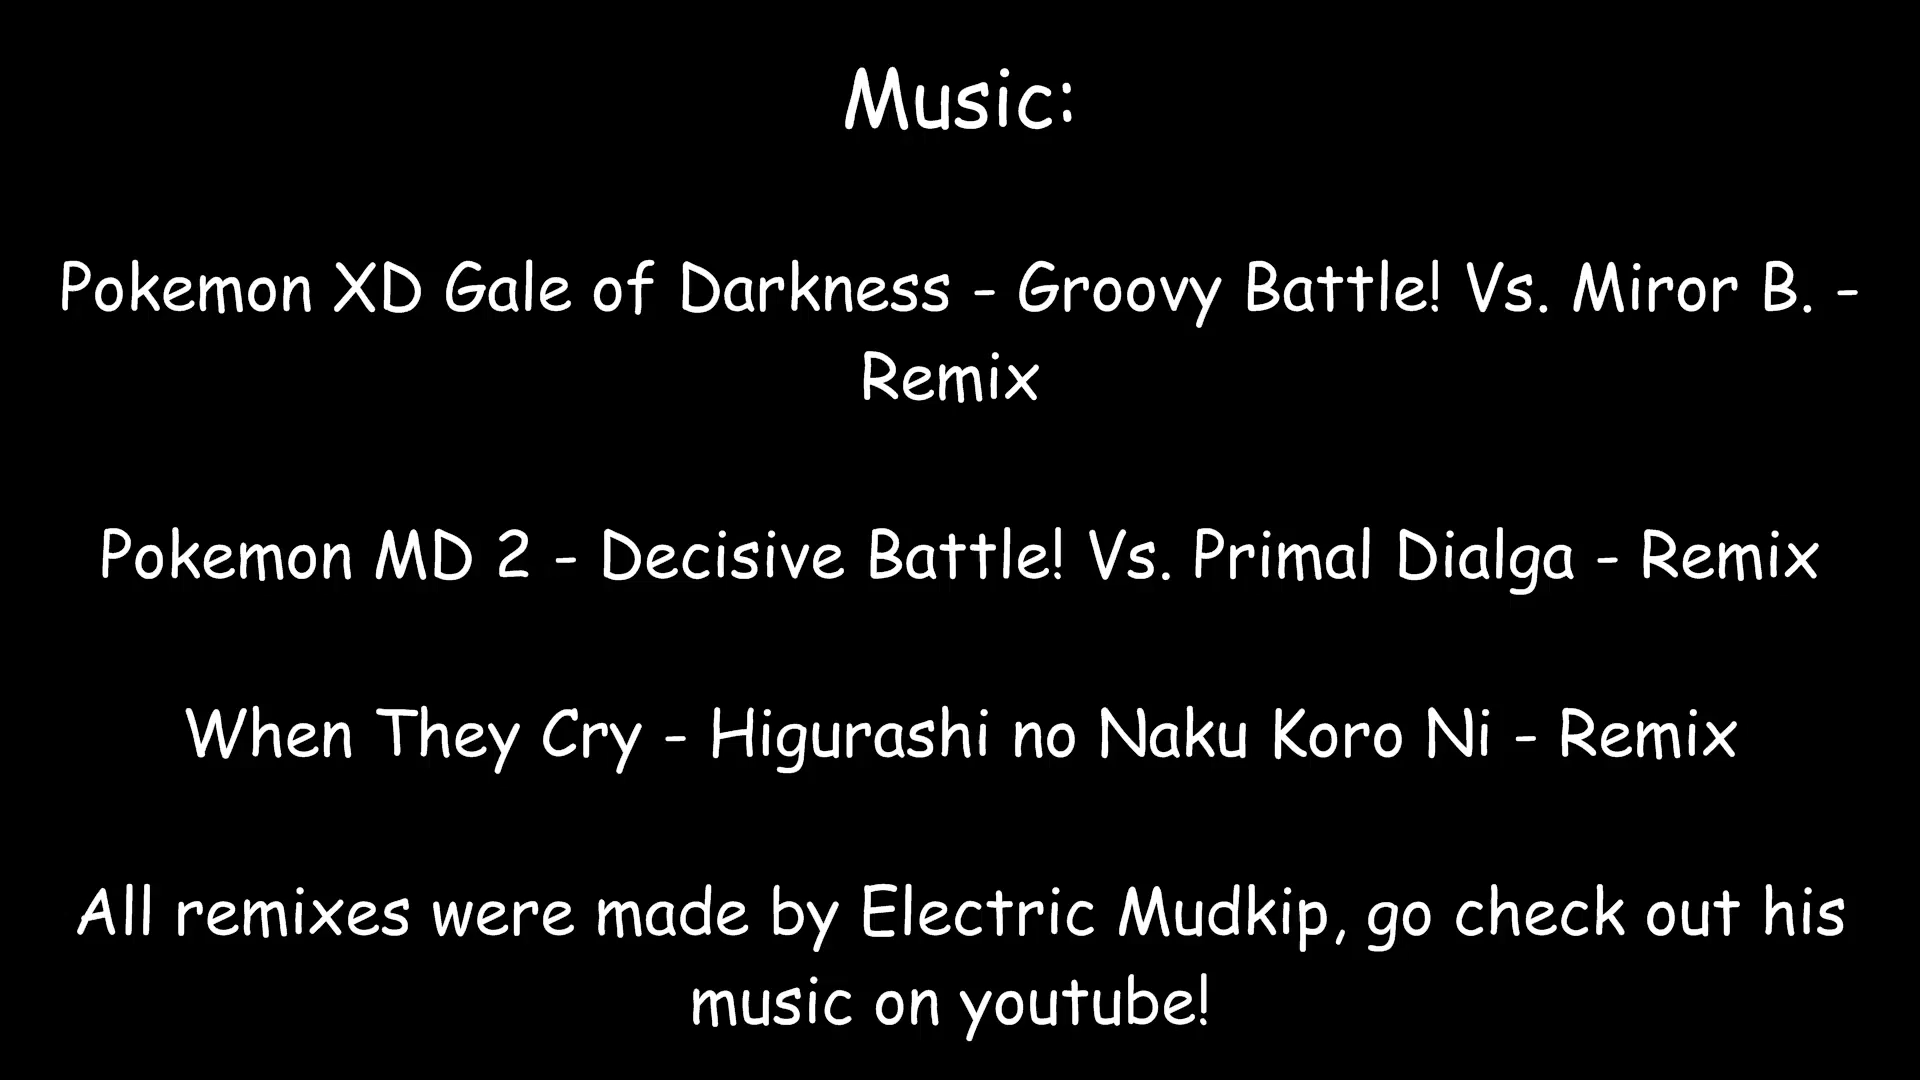 Music:
Pokemon XD Gale of Darkness - Groovy Battle! Vs. Miror B. -
Remix
Pokemon MD 2 - Decisive Battle! Vs. Primal Dialga - Remix
When They Cry - Higurashi no Naku Koro Ni - Remix
All remixes were made by Electric Mudkip, go check out his
music on youtube!